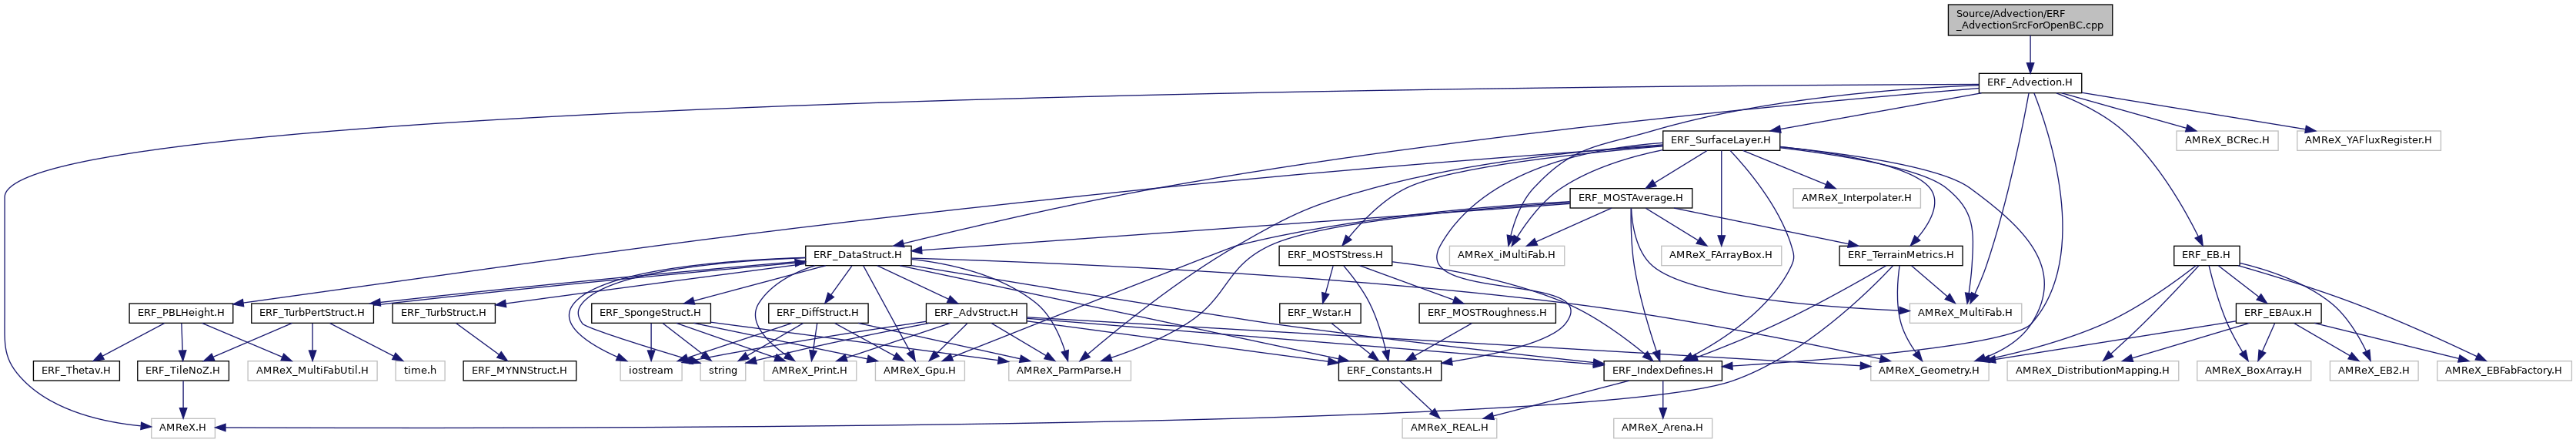 Source/Advection/ERF
_AdvectionSrcForOpenBC.cpp
ERF_Advection.H
ERF_SurfaceLayer.H
AMReX_BCRec.H
AMReX_YAFluxRegister.H
ERF_MOSTAverage.H
AMReX_Interpolater.H
ERF_DataStruct.H
ERF_MOSTStress.H
AMReX_iMultiFab.H
AMReX_FArrayBox.H
ERF_TerrainMetrics.H
ERF_EB.H
ERF_PBLHeight.H
ERF_TurbPertStruct.H
ERF_TurbStruct.H
ERF_SpongeStruct.H
ERF_DiffStruct.H
ERF_AdvStruct.H
ERF_Wstar.H
ERF_MOSTRoughness.H
AMReX_MultiFab.H
ERF_EBAux.H
ERF_Thetav.H
ERF_TileNoZ.H
AMReX_MultiFabUtil.H
time.h
ERF_MYNNStruct.H
iostream
string
AMReX_Print.H
AMReX_Gpu.H
AMReX_ParmParse.H
ERF_Constants.H
ERF_IndexDefines.H
AMReX_Geometry.H
AMReX_DistributionMapping.H
AMReX_BoxArray.H
AMReX_EB2.H
AMReX_EBFabFactory.H
AMReX.H
AMReX_REAL.H
AMReX_Arena.H